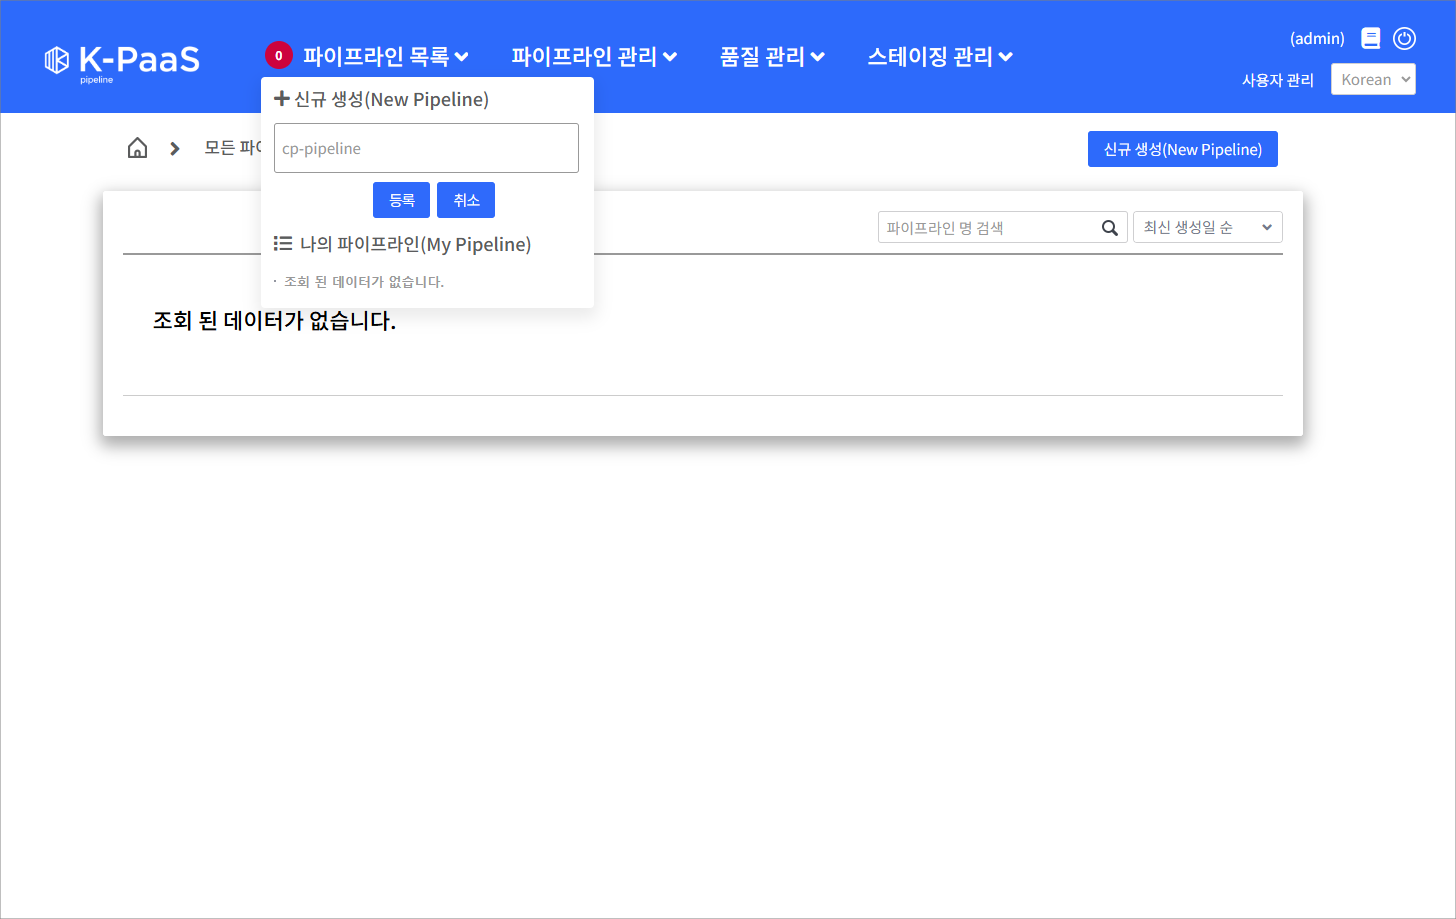 K-PaaS
pipeline
0 파이프라인 목록
파이프라인 관리
품질 관리
스테이징 관리
(admin)
사용자 관리
Korean
신규 생성(New Pipeline)
cp-pipeline
등록
취소
나의 파이프라인(My Pipeline)
· 조회 된 데이터가 없습니다.
모든
신규 생성(New Pipeline)
파이프라인 명 검색
최신 생성일 순
조회 된 데이터가 없습니다.